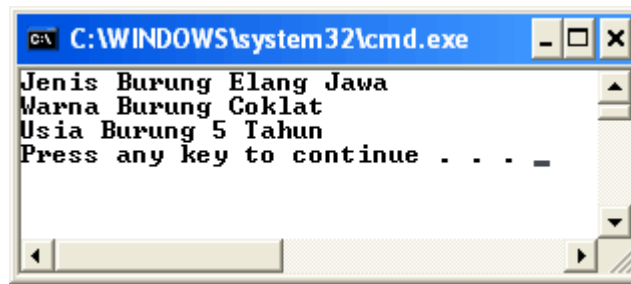 C:\WINDOWS\system32\cmd.exe
Jenis Burung Elang Jawa
Warna Burung Coklat
Usia Burung 5 Tahun
Press any key to continue . . . _